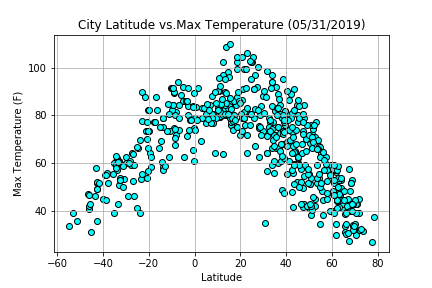 City Latitude vs.Max Temperature (05/31/2019)
Max Temperature (F)
100
80
60
40
−60 −40 −20 0 20 40 60 80
Latitude